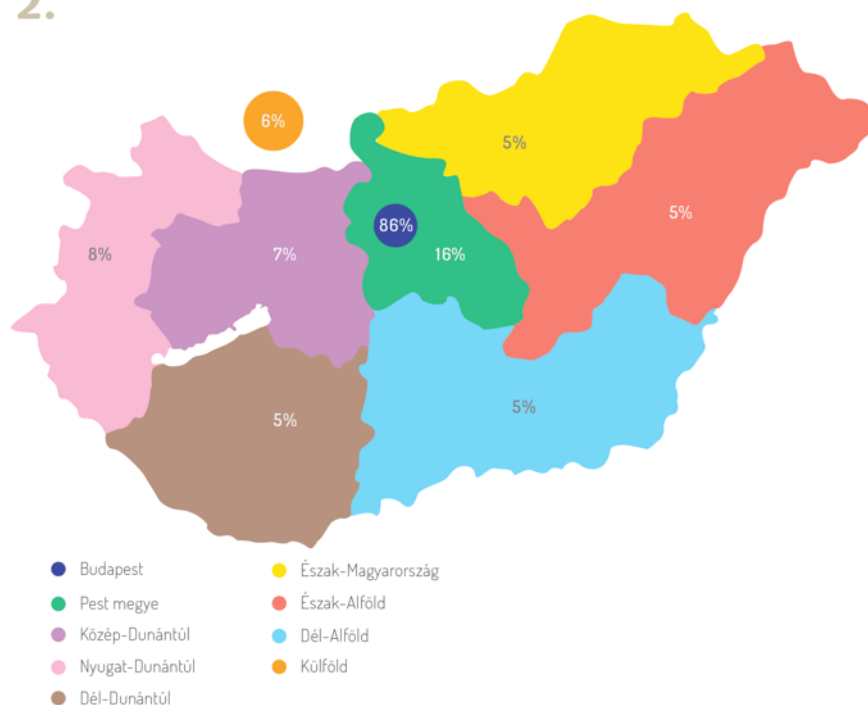 2.
6%
5%
5%
86%
8%
7%
16%
5%
5%
Budapest
Pest megye
Közép-Dunántúl
Nyugat-Dunántúl
Dél-Dunántúl
Észak-Magyarország
Észak-Alföld
Dél-Alföld
Külföld